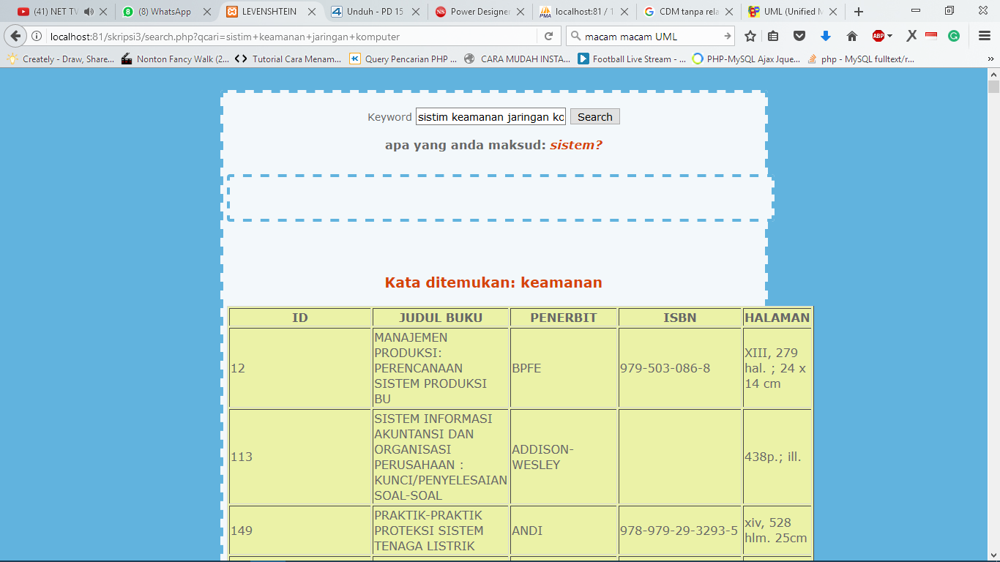 (41) NET TV
(8) WhatsApp
LEVENSHTEIN
Unduh - PD 15
Power Designer
localhost:81 / 1
CDM tanpa rela
UML (Unified M
localhost:81/skripsi3/search.php?qqari=sistim+keamanan+jaringan+komputer
macam macam UML
ABP
Creately - Draw, Share...
Nonton Fancy Walk (2...
Tutorial Cara Menam...
Query Pencarian PHP ...
CARA MUDAH INSTA...
Football Live Stream - ...
PHP-MySQL Ajax Jque...
php - MySQL fulltext/r...
Keyword sistim keamanan jaringan ko Search
apa yang anda maksud: sistem?
Kata ditemukan: keamanan
ID JUDUL BUKU PENERBIT ISBN HALAMAN
12
MANAJEMEN
PRODUKSI:
PERENCANAAN
SISTEM PRODUKSI
BU
BPFE
979-503-086-8
XIII, 279
hal. ; 24 x
14 cm
113
SISTEM INFORMASI
AKUNTANSI DAN
ORGANISASI
PERUSAHAAN :
KUNCI/PENYELESAIAN
SOAL-SOAL
ADDISON-
WESLEY
438p.; ill.
149
PRAKTIK-PRAKTIK
PROTEKSI SISTEM
TENAGA LISTRIK
ANDI
978-979-29-3293-5
xiv, 528
hlm. 25cm